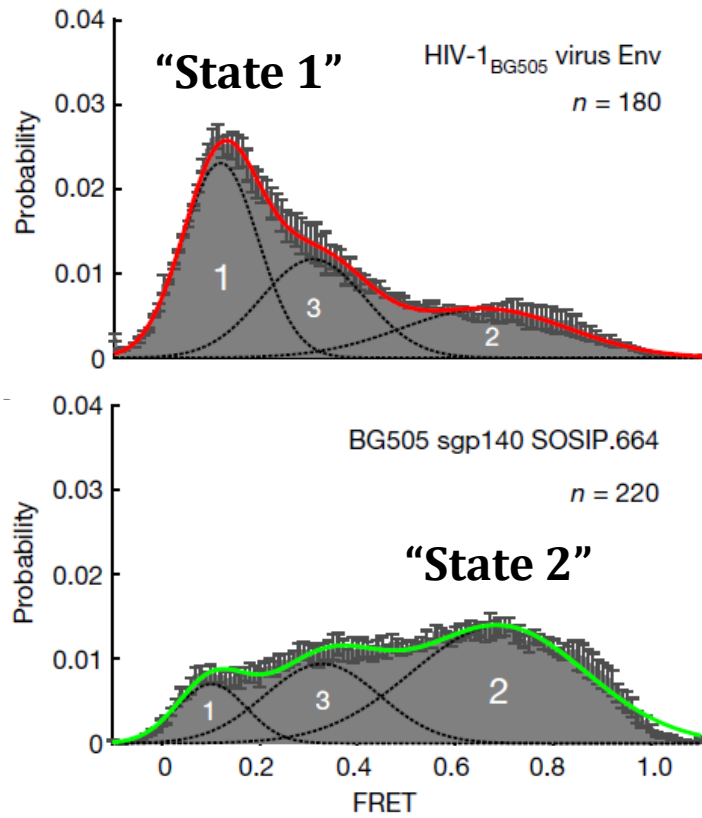 0.04
“State 1”
HIV-1BG505 virus Env
n = 180
0.03
Probability
0.02
0.01
1
3
2
0
0.04
BG505 sgp140 SOSIP.664
n = 220
0.03
“State 2”
Probability
0.02
0.01
1
3
2
0
0 0.2 0.4 0.6 0.8 1.0
FRET